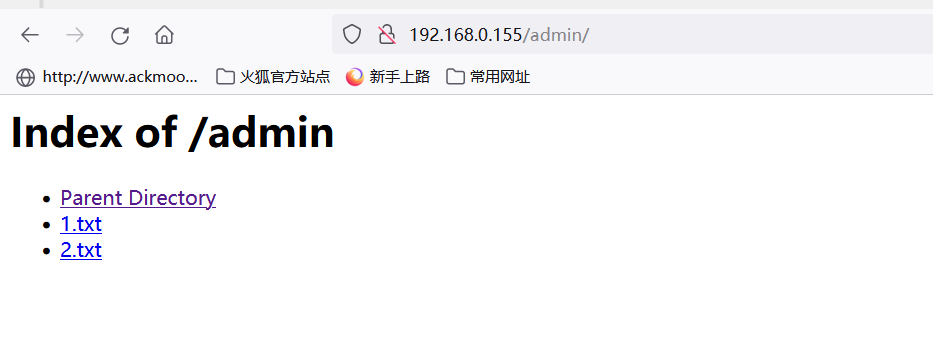 192.168.0.155/admin/
http://www.ackmoo... 火狐官方站点 新手上路 常用网址
Index of /admin
Parent Directory
1.txt
2.txt